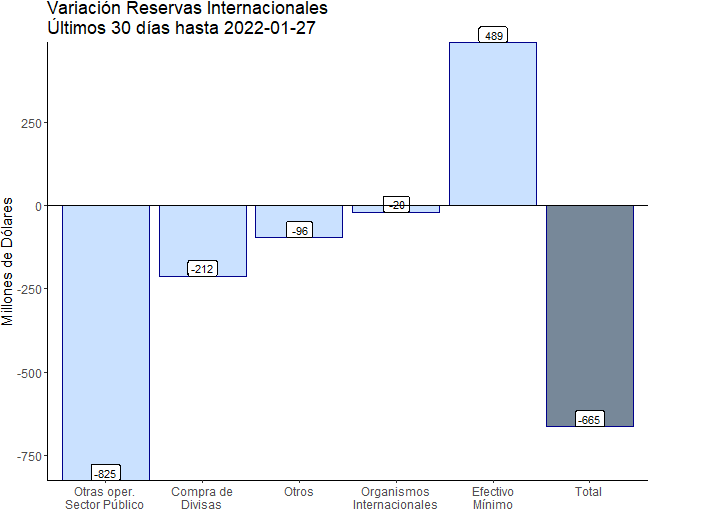 Variación Reservas Internacionales
Últimos 30 días hasta 2022-01-27
Millones de Dólares
250
0
-250
-500
-750
-825
-212
-96
-20
489
-665
Otras oper.
Sector Público
Compra de
Divisas
Otros
Organismos
Internacionales
Efectivo
Mínimo
Total